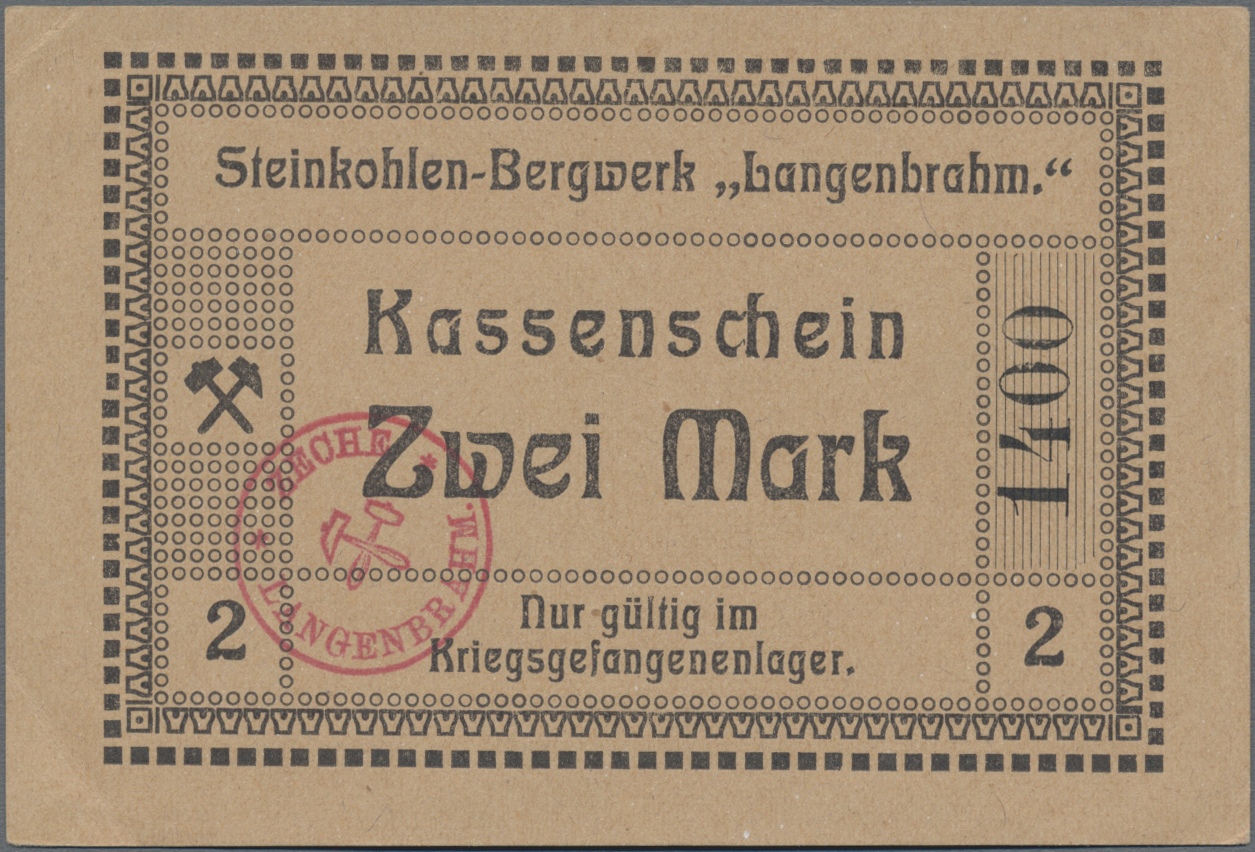 Steinkohlen-Bergwerk „Langenbrahm.“
Kassenschein
Zwei Mark
1400
ZECHE
* LANGENBRAHM. *
2
Nur gültig im
Kriegsgefangenenlager.
2